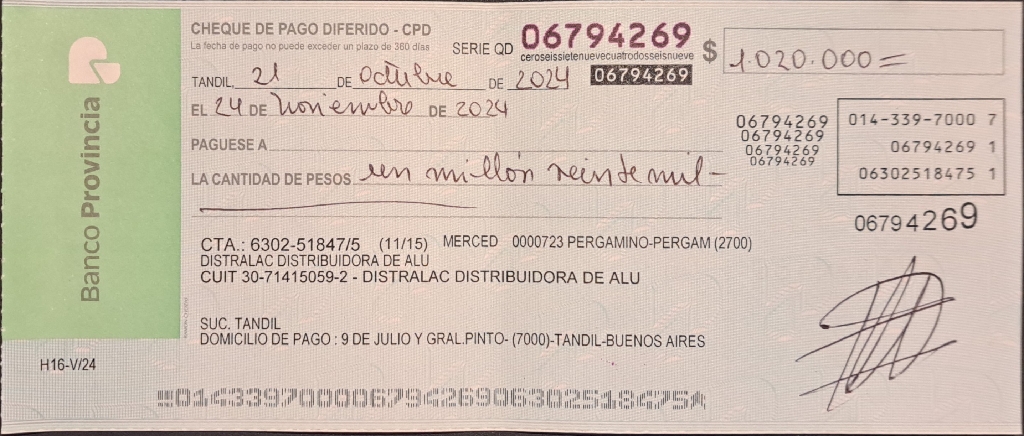 Banco Provincia
CHEQUE DE PAGO DIFERIDO - CPD
La fecha de pago no puede exceder un plazo de 360 días
SERIE QD 06794269
ceroseissietenuevecuatrodosseisnueve
06794269
$ 1.020.000=
TANDIL, 21 DE octubre DE 2024
EL 24 DE noviembre DE 2024
PAGUESE A
LA CANTIDAD DE PESOS un millón veinte mil-
06794269
06794269
06794269
06794269
014-339-7000 7
06794269 1
06302518475 1
06794269
CTA.: 6302-51847/5 (11/15) MERCED 0000723 PERGAMINO-PERGAM (2700)
DISTRALAC DISTRIBUIDORA DE ALU
CUIT 30-71415059-2 - DISTRALAC DISTRIBUIDORA DE ALU
SUC. TANDIL
DOMICILIO DE PAGO : 9 DE JULIO Y GRAL.PINTO- (7000)-TANDIL-BUENOS AIRES
H16-V/24